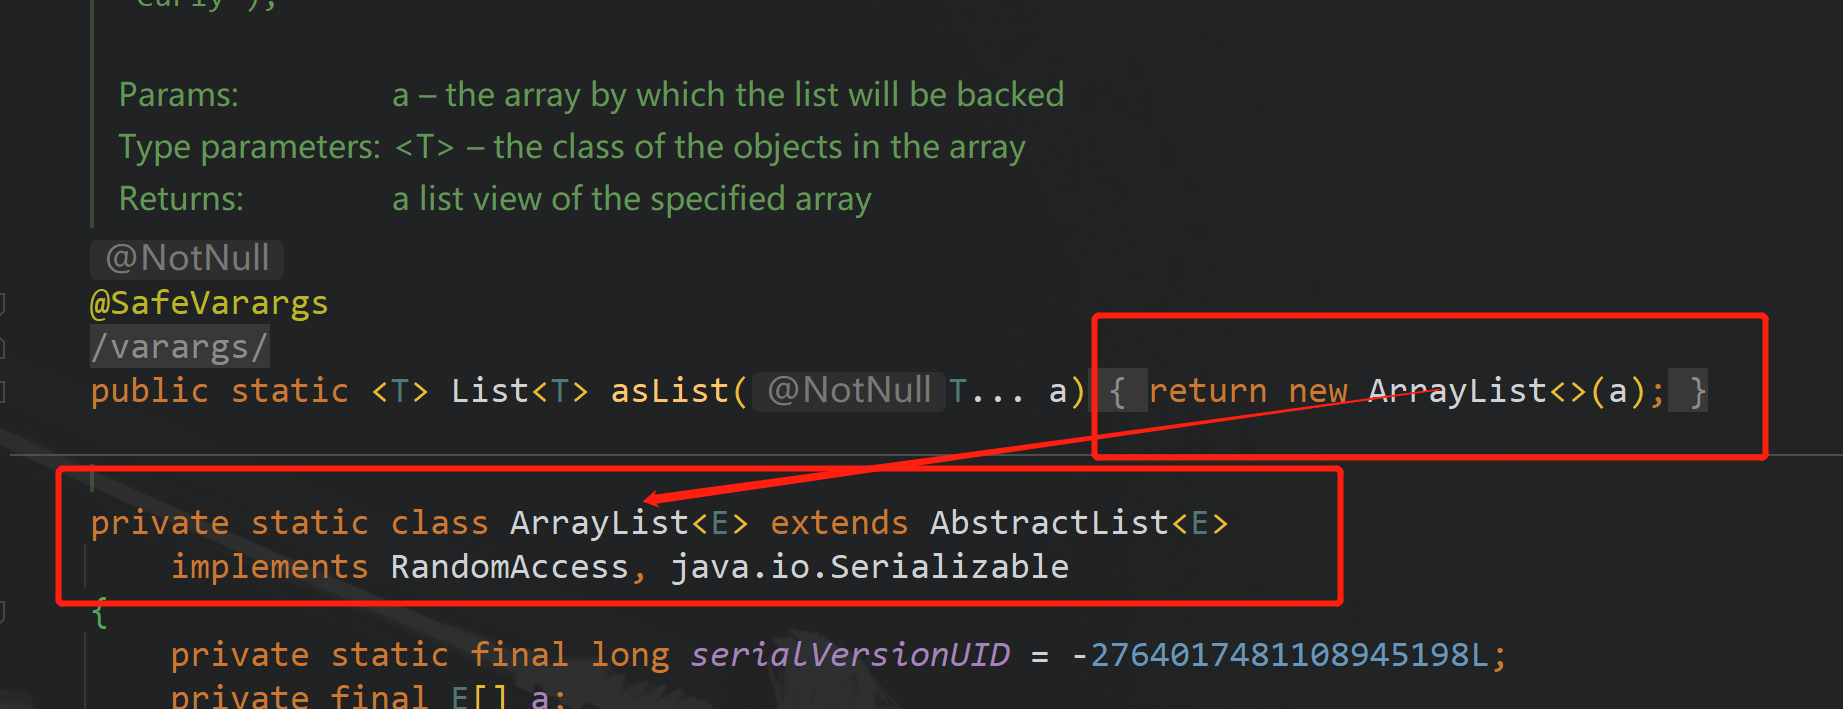 Params: a – the array by which the list will be backed
Type parameters: <T> – the class of the objects in the array
Returns: a list view of the specified array
@NotNull
@SafeVarargs
/varargs/
public static <T> List<T> asList( @NotNull T... a) { return new ArrayList<>(a); }
private static class ArrayList<E> extends AbstractList<E>
implements RandomAccess, java.io.Serializable
{
private static final long serialVersionUID = -2764017481108945198L;
private final E[] a;